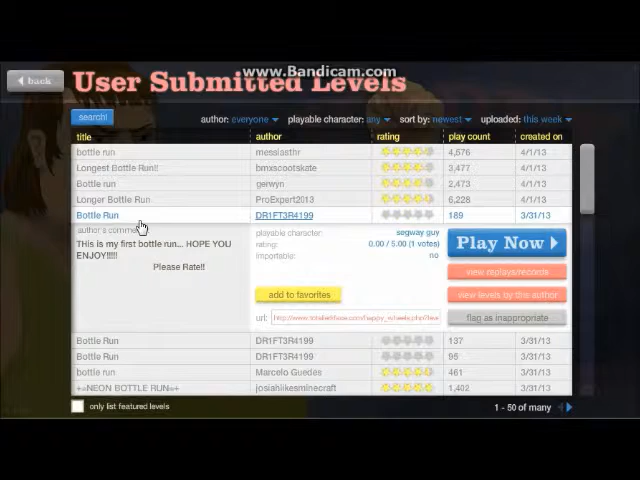 www.Bandicam.com
back
User Submitted Levels
search!
author: everyone playable character: any sort by: newest uploaded: this week
title author rating play count created on
bottle run messiasthr 4,576 4/1/13
Longest Bottle Run!! bmxscootskate 3,477 4/1/13
Bottle run gerwyn 2,473 4/1/13
Longer Bottle Run ProExpert2013 6,228 4/1/13
Bottle Run DR1FT3R4199 189 3/31/13
author's comments
This is my first bottle run... HOPE YOU
ENJOY!!!!!
Please Rate!!
playable character: segway guy
rating: 0.00 / 5.00 (1 votes)
importable: no
add to favorites
url: http://www.totaljerkface.com/happy_wheels.php?leve
Play Now
view replays/records
view levels by this author
flag as inappropriate
Bottle Run DR1FT3R4199 137 3/31/13
Bottle Run DR1FT3R4199 95 3/31/13
bottle run Marcelo Guedes 461 3/31/13
+=NEON BOTTLE RUN=+ josiahlikesminecraft 1,402 3/31/13
only list featured levels
1 - 50 of many